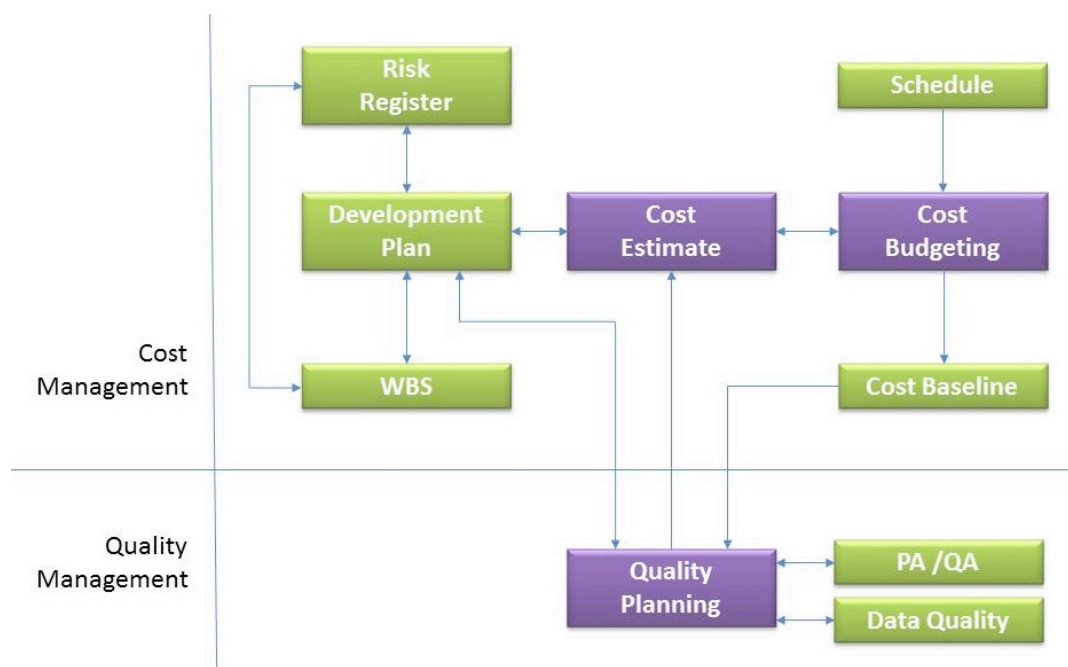 Risk
Register
Schedule
Development
Plan
Cost
Estimate
Cost
Budgeting
Cost
Management
WBS
Cost Baseline
Quality
Management
Quality
Planning
PA /QA
Data Quality